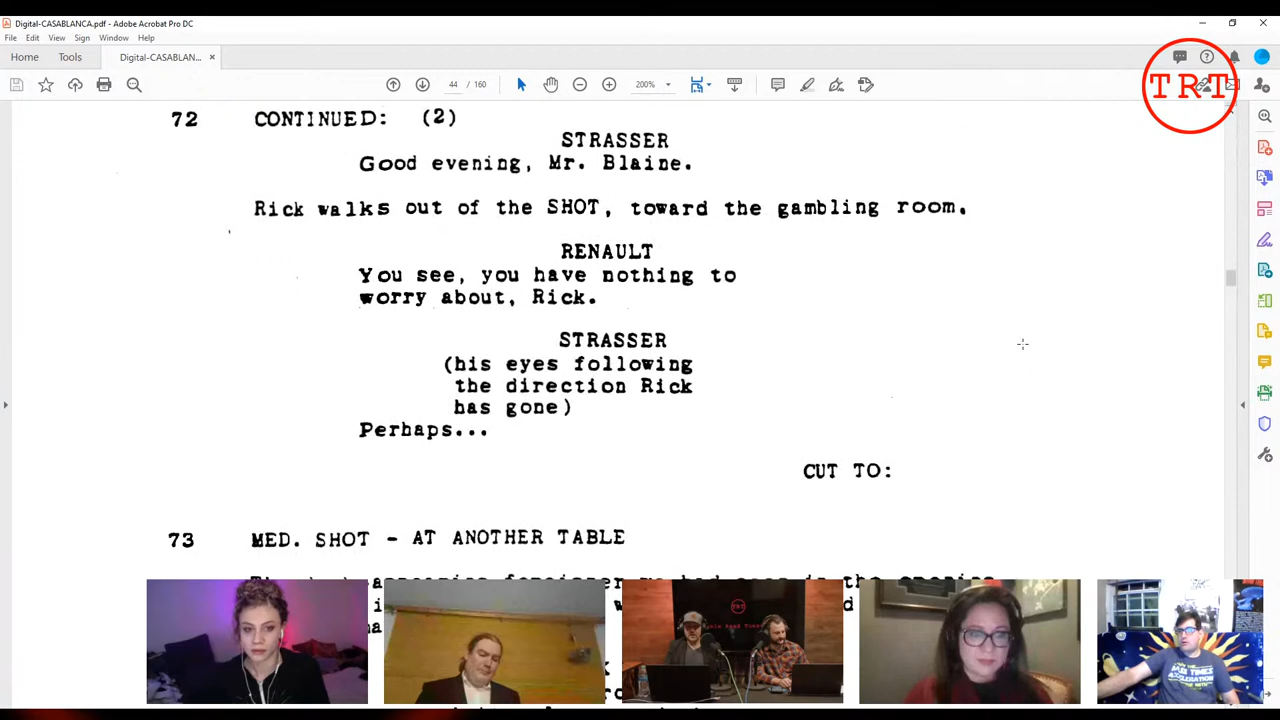 Digital-CASABLANCA.pdf - Adobe Acrobat Pro DC
File Edit View Sign Window Help
Home Tools Digital-CASABLAN... ×
44 / 160 200%
TRT
72 CONTINUED: (2)
STRASSER
Good evening, Mr. Blaine.
Rick walks out of the SHOT, toward the gambling room.
RENAULT
You see, you have nothing to
worry about, Rick.
STRASSER
(his eyes following
the direction Rick
has gone)
Perhaps...
CUT TO:
73 MED. SHOT - AT ANOTHER TABLE
TRT